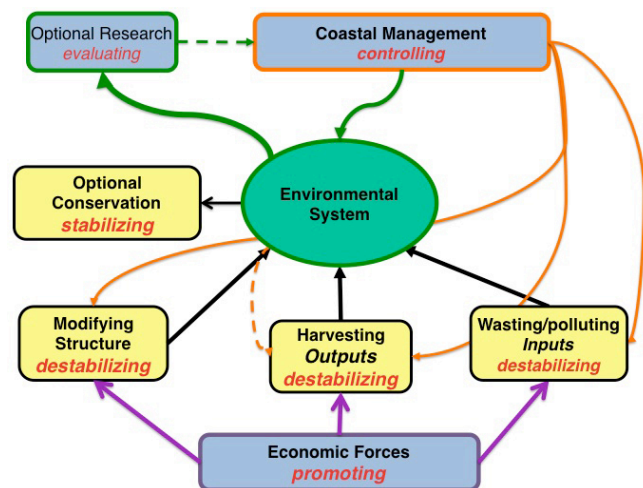 Optional Research
evaluating
Coastal Management
controlling
Optional
Conservation
stabilizing
Environmental
System
Modifying
Structure
destabilizing
Harvesting
Outputs
destabilizing
Wasting/polluting
Inputs
destabilizing
Economic Forces
promoting